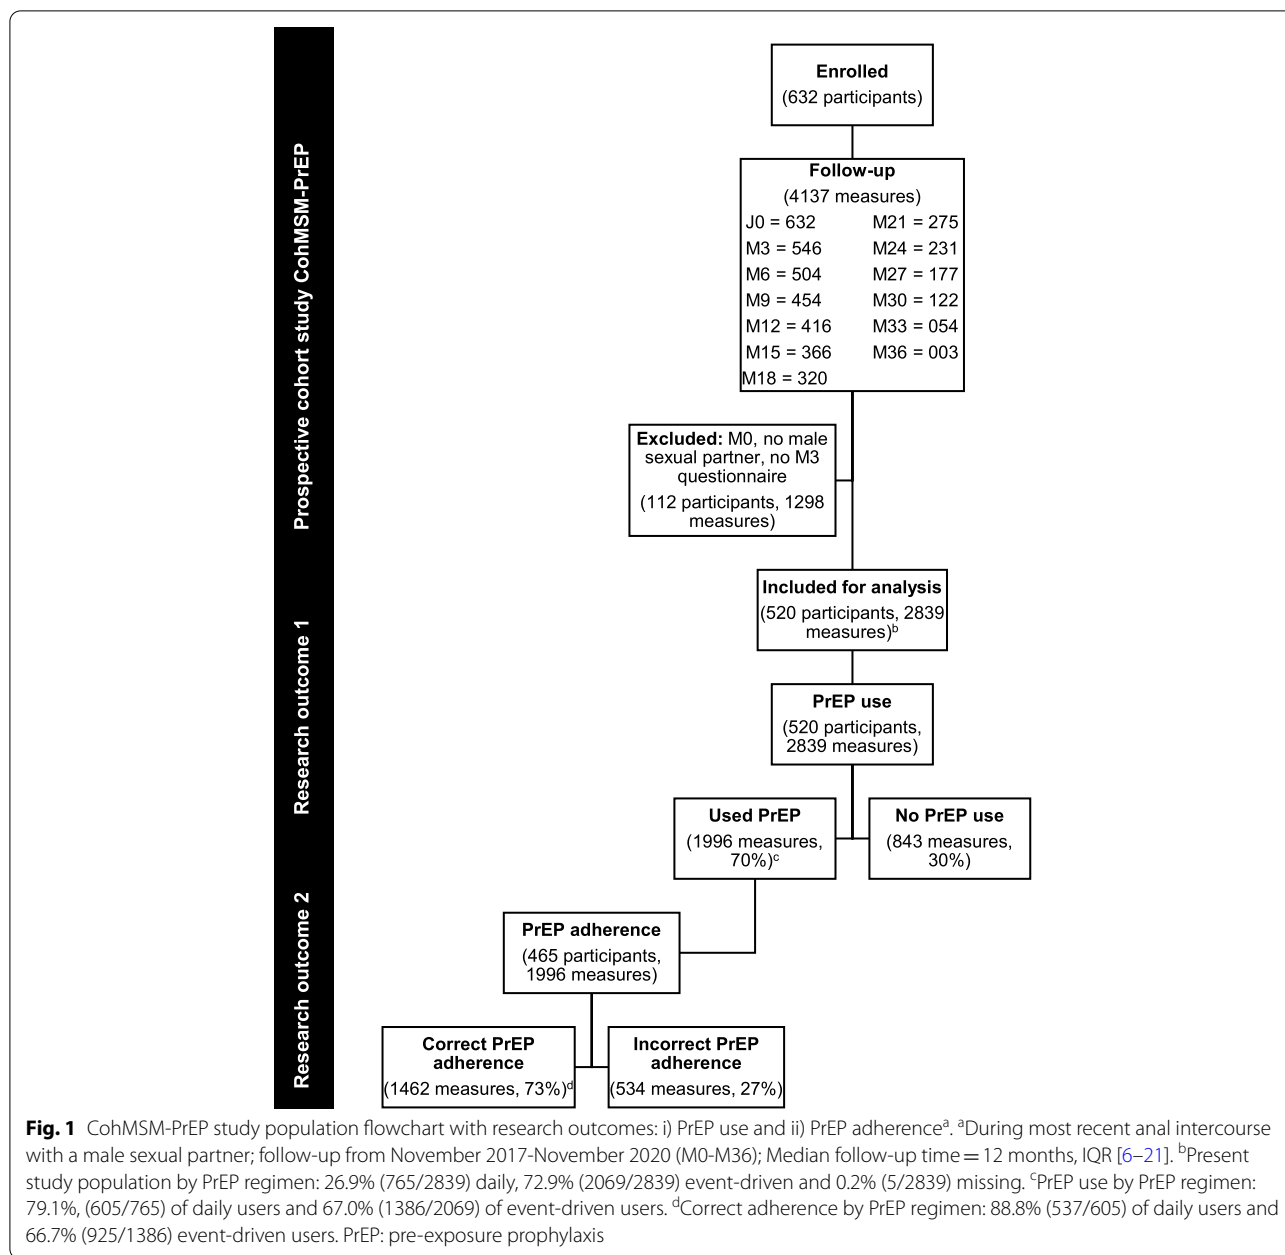 Prospective cohort study CohMSM-PrEP
Research outcome 1
Research outcome 2
Enrolled
(632 participants)
Follow-up
(4137 measures)
J0 = 632 M21 = 275
M3 = 546 M24 = 231
M6 = 504 M27 = 177
M9 = 454 M30 = 122
M12 = 416 M33 = 054
M15 = 366 M36 = 003
M18 = 320
Excluded: M0, no male
sexual partner, no M3
questionnaire
(112 participants, 1298
measures)
Included for analysis
(520 participants, 2839
measures)b
PrEP use
(520 participants,
2839 measures)
Used PrEP
(1996 measures,
70%)c
No PrEP use
(843 measures,
30%)
PrEP adherence
(465 participants,
1996 measures)
Correct PrEP
adherence
(1462 measures, 73%)d
Incorrect PrEP
adherence
(534 measures, 27%)
Fig. 1 CohMSM-PrEP study population flowchart with research outcomes: i) PrEP use and ii) PrEP adherencea. aDuring most recent anal intercourse
with a male sexual partner; follow-up from November 2017-November 2020 (M0-M36); Median follow-up time = 12 months, IQR [6–21]. bPresent
study population by PrEP regimen: 26.9% (765/2839) daily, 72.9% (2069/2839) event-driven and 0.2% (5/2839) missing. cPrEP use by PrEP regimen:
79.1%, (605/765) of daily users and 67.0% (1386/2069) of event-driven users. dCorrect adherence by PrEP regimen: 88.8% (537/605) of daily users and
66.7% (925/1386) event-driven users. PrEP: pre-exposure prophylaxis